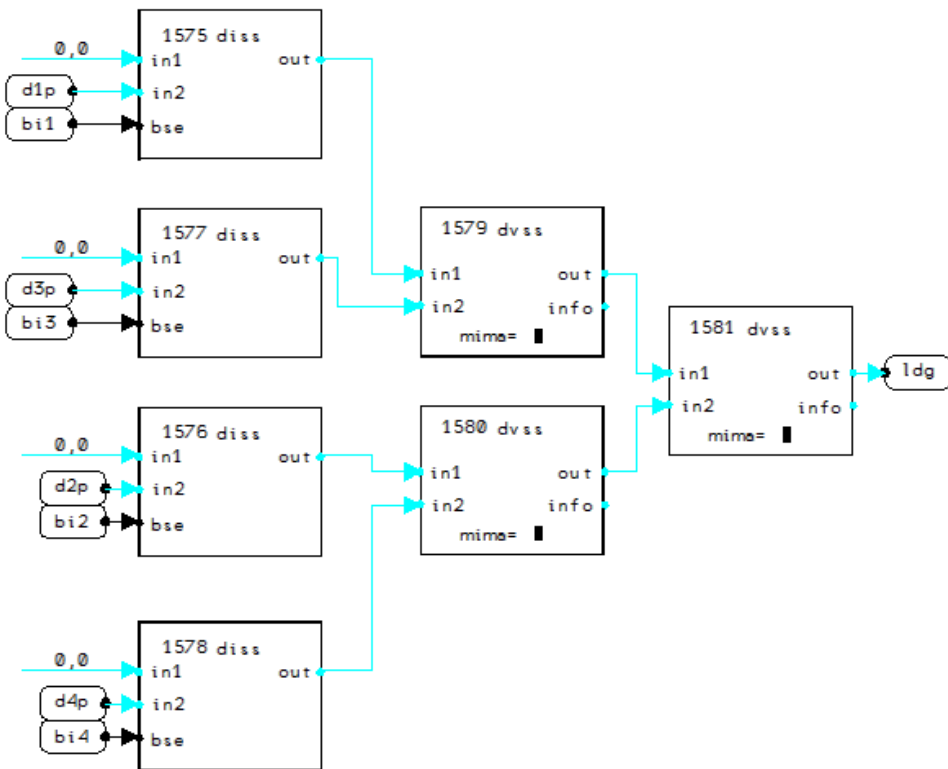 1575 diss
0,0
in1
out
d1p
in2
bi1
bse
1577 diss
0,0
in1
out
d3p
in2
bi3
bse
1579 dvss
in1
out
in2
info
mima=
1581 dvss
in1
out
ldg
in2
info
mima=
1576 diss
0,0
in1
out
d2p
in2
bi2
bse
1580 dvss
in1
out
in2
info
mima=
1578 diss
0,0
in1
out
d4p
in2
bi4
bse